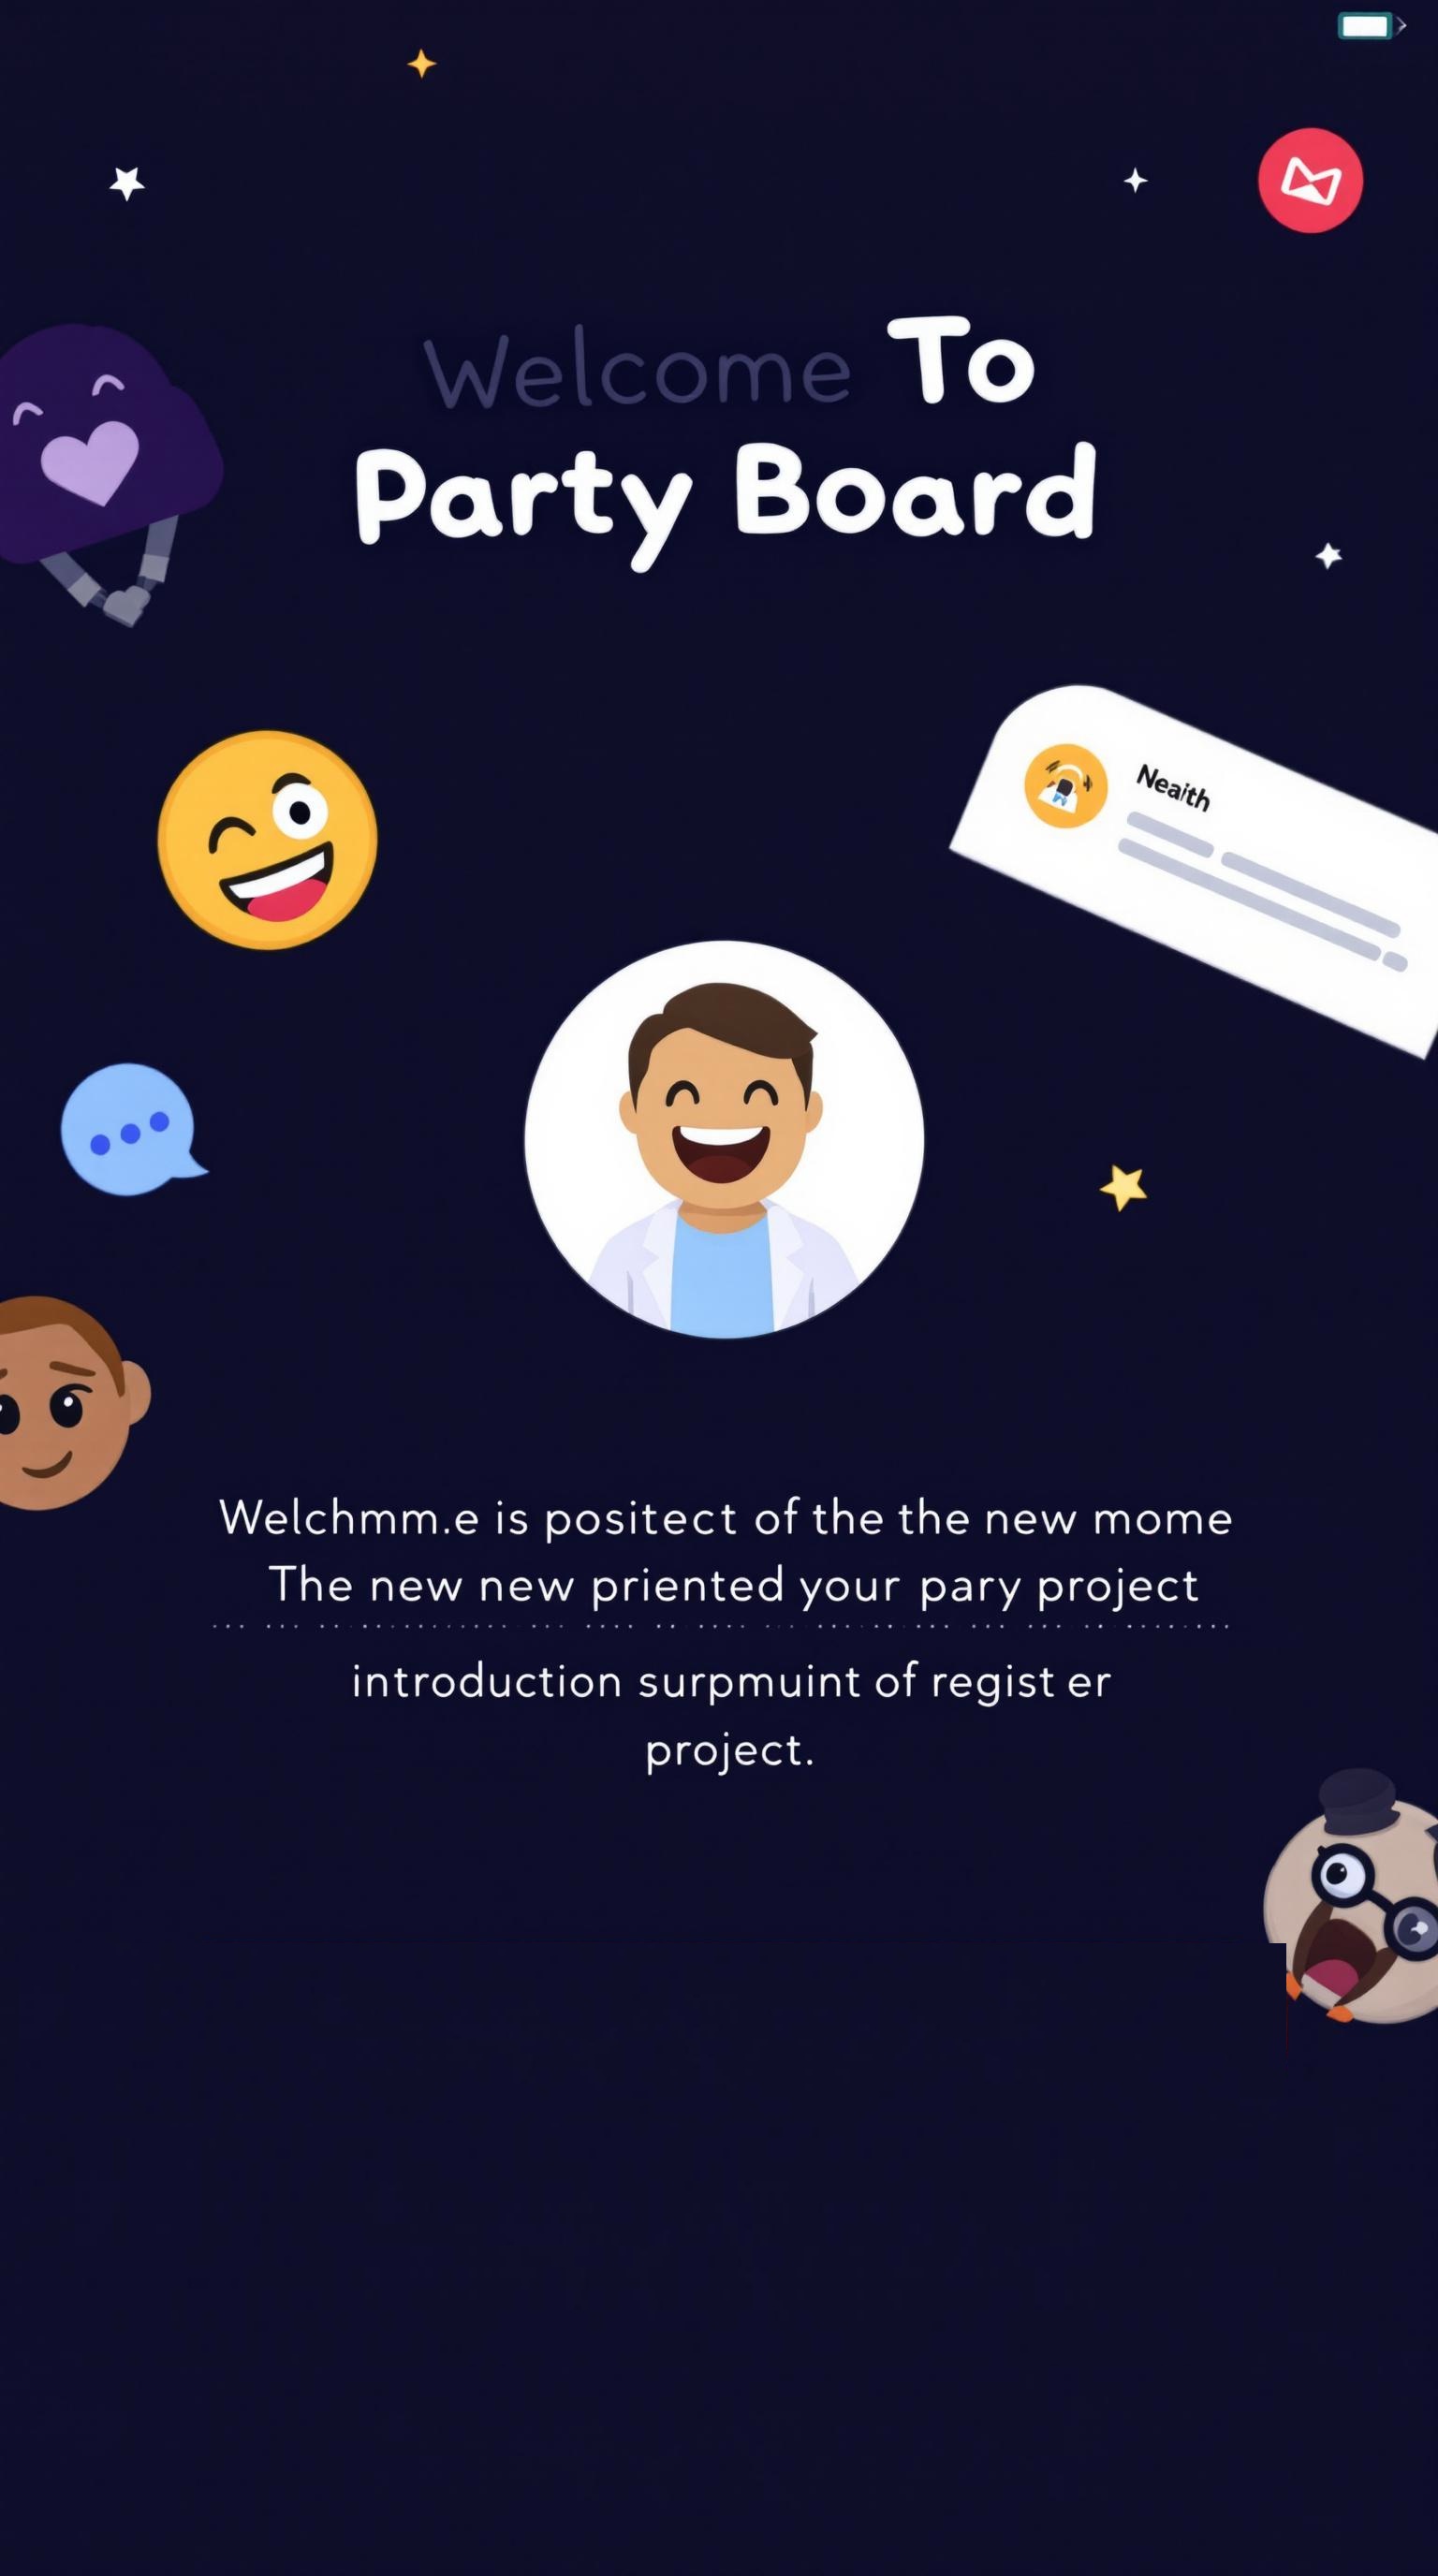 Welcome To
Party Board
Neaith
Welchmm.e is positect of the the new mome
The new new priented your pary project
introduction surpmuint of regist er
project.